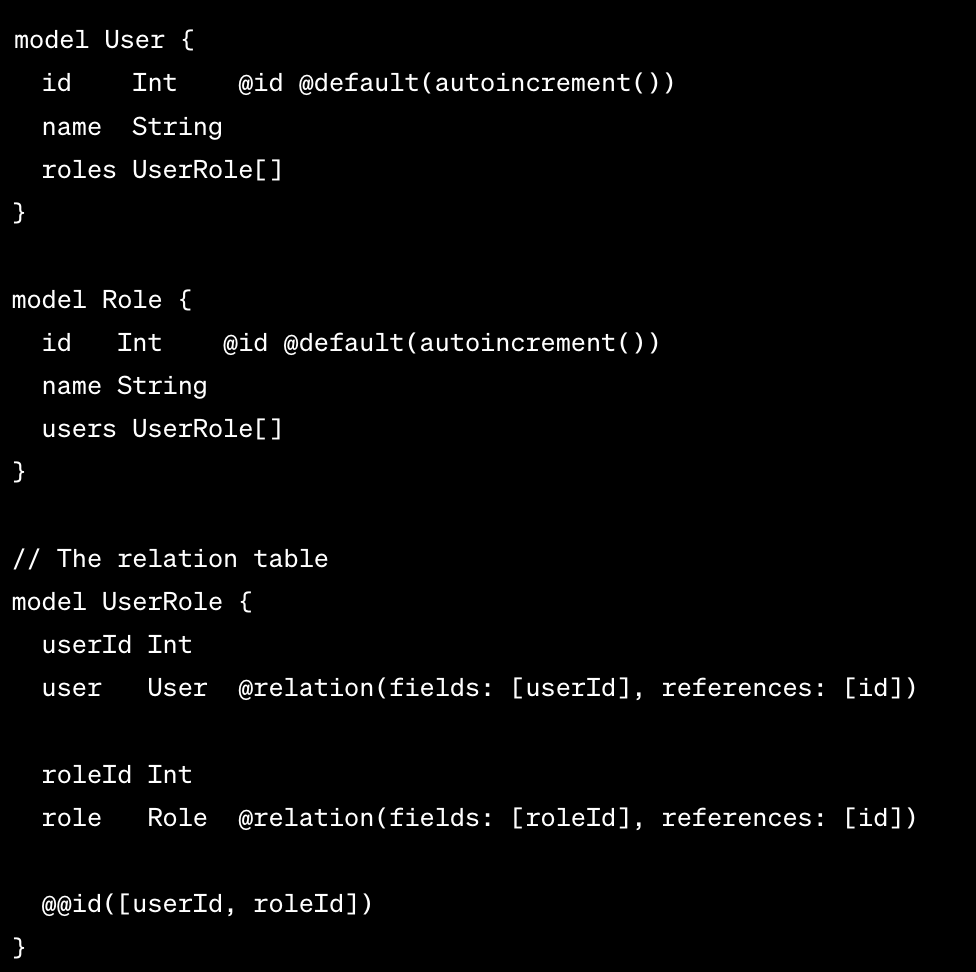 model User {
  id    Int    @id @default(autoincrement())
  name  String
  roles UserRole[]
}

model Role {
  id   Int    @id @default(autoincrement())
  name String
  users UserRole[]
}

// The relation table
model UserRole {
  userId Int
  user   User  @relation(fields: [userId], references: [id])

  roleId Int
  role   Role  @relation(fields: [roleId], references: [id])

  @@id([userId, roleId])
}